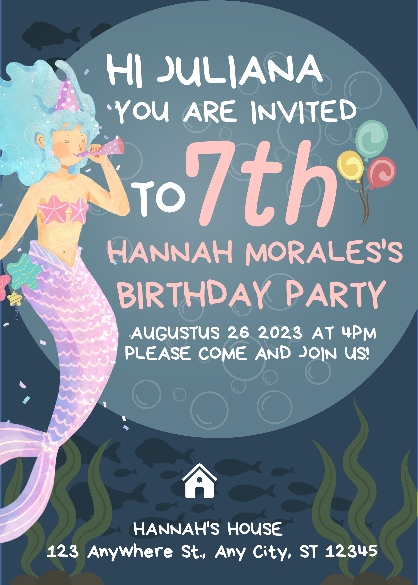 HI JULIANA
YOU ARE INVITED
TO 7th
HANNAH MORALES'S
BIRTHDAY PARTY
AUGUSTUS 26 2023 AT 4PM
PLEASE COME AND JOIN US!
HANNAH'S HOUSE
123 AnyWhere St., Any City, ST 12345